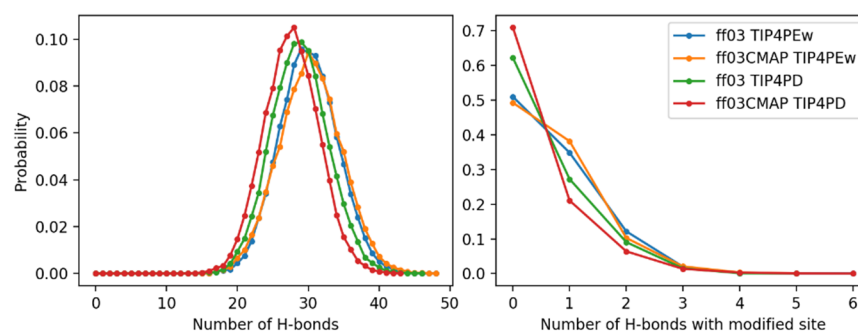 Probability
0.10
0.08
0.06
0.04
0.02
0.00
0 10 20 30 40 50
Number of H-bonds
0.7
0.6
0.5
0.4
0.3
0.2
0.1
0.0
0 1 2 3 4 5 6
Number of H-bonds with modified site
ff03 TIP4PEw
ff03CMAP TIP4PEw
ff03 TIP4PD
ff03CMAP TIP4PD